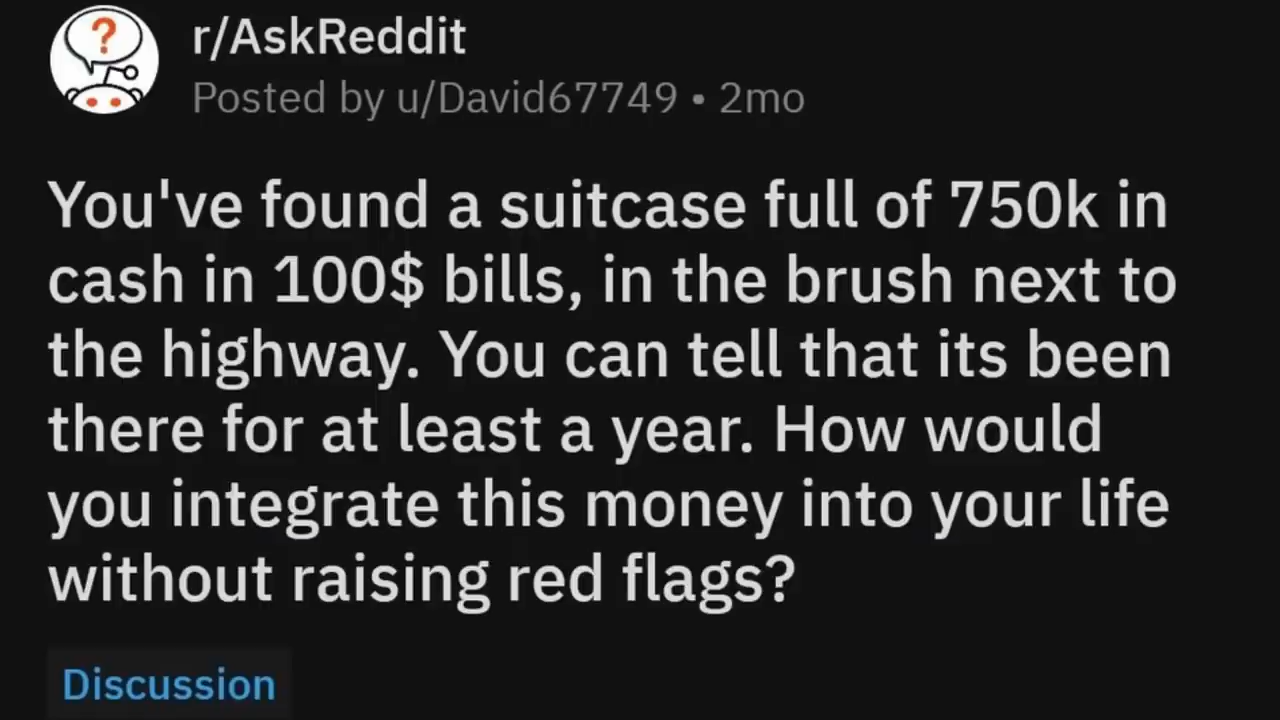 r/AskReddit
Posted by u/David67749 • 2mo
You've found a suitcase full of 750k in
cash in 100$ bills, in the brush next to
the highway. You can tell that its been
there for at least a year. How would
you integrate this money into your life
without raising red flags?
Discussion